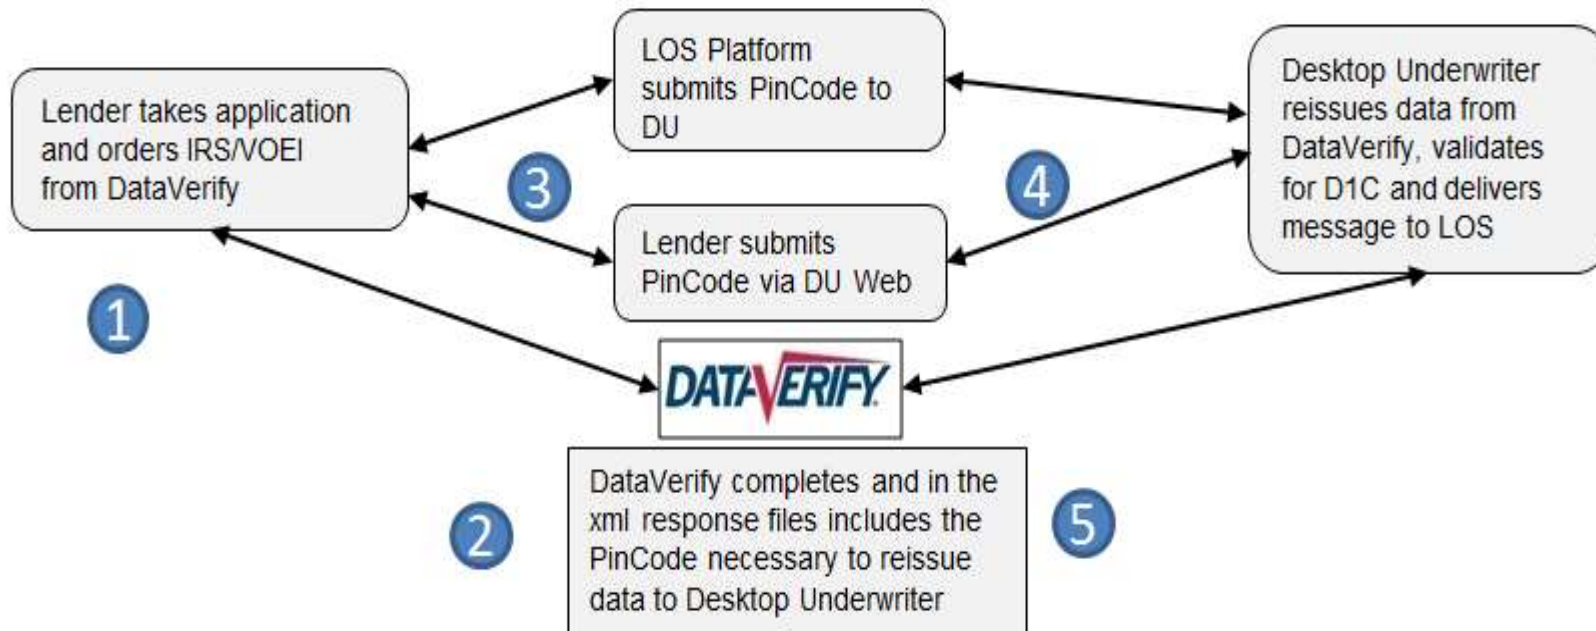 Lender takes application
and orders IRS/VOEI
from DataVerify
LOS Platform
submits PinCode to
DU
Desktop Underwriter
reissues data from
DataVerify, validates
for D1C and delivers
message to LOS
3
4
Lender submits
PinCode via DU Web
1
DATAVERIFY®
2
DataVerify completes and in the
xml response files includes the
PinCode necessary to reissue
data to Desktop Underwriter
5